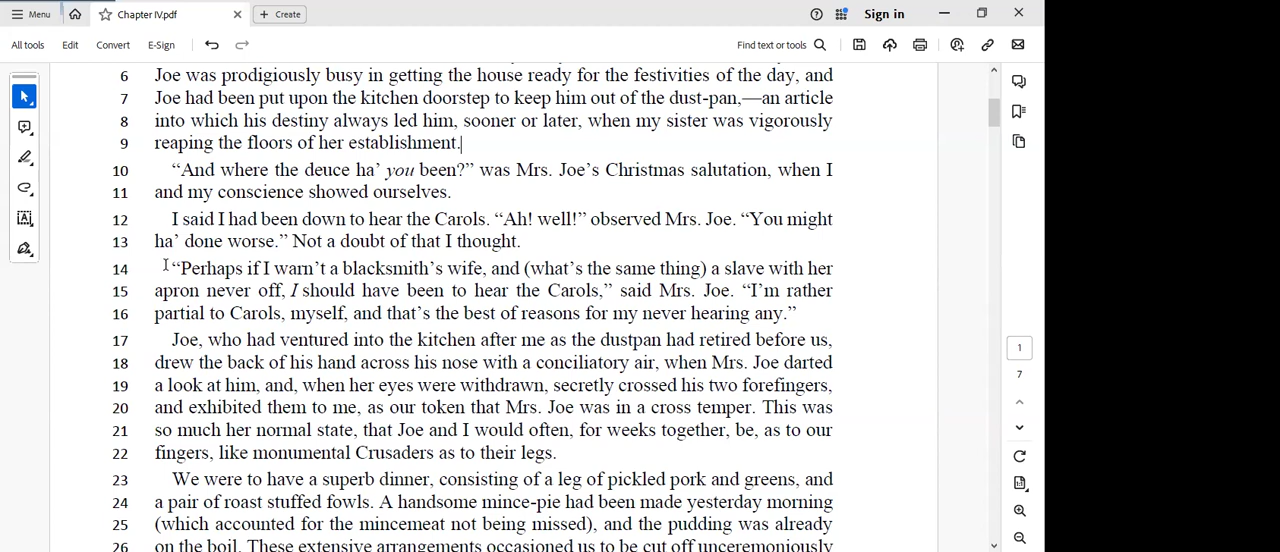 Menu
Chapter IV.pdf
+ Create
Sign in
All tools Edit Convert E-Sign
Find text or tools
6 Joe was prodigiously busy in getting the house ready for the festivities of the day, and
7 Joe had been put upon the kitchen doorstep to keep him out of the dust-pan,—an article
8 into which his destiny always led him, sooner or later, when my sister was vigorously
9 reaping the floors of her establishment.
10 “And where the deuce ha’ you been?” was Mrs. Joe’s Christmas salutation, when I
11 and my conscience showed ourselves.
12 I said I had been down to hear the Carols. “Ah! well!” observed Mrs. Joe. “You might
13 ha’ done worse.” Not a doubt of that I thought.
14 “Perhaps if I warn’t a blacksmith’s wife, and (what’s the same thing) a slave with her
15 apron never off, I should have been to hear the Carols,” said Mrs. Joe. “I’m rather
16 partial to Carols, myself, and that’s the best of reasons for my never hearing any.”
17 Joe, who had ventured into the kitchen after me as the dustpan had retired before us,
18 drew the back of his hand across his nose with a conciliatory air, when Mrs. Joe darted
19 a look at him, and, when her eyes were withdrawn, secretly crossed his two forefingers,
20 and exhibited them to me, as our token that Mrs. Joe was in a cross temper. This was
21 so much her normal state, that Joe and I would often, for weeks together, be, as to our
22 fingers, like monumental Crusaders as to their legs.
23 We were to have a superb dinner, consisting of a leg of pickled pork and greens, and
24 a pair of roast stuffed fowls. A handsome mince-pie had been made yesterday morning
25 (which accounted for the mincemeat not being missed), and the pudding was already
26 on the boil. These extensive arrangements occasioned us to be cut off unceremoniously
1
7